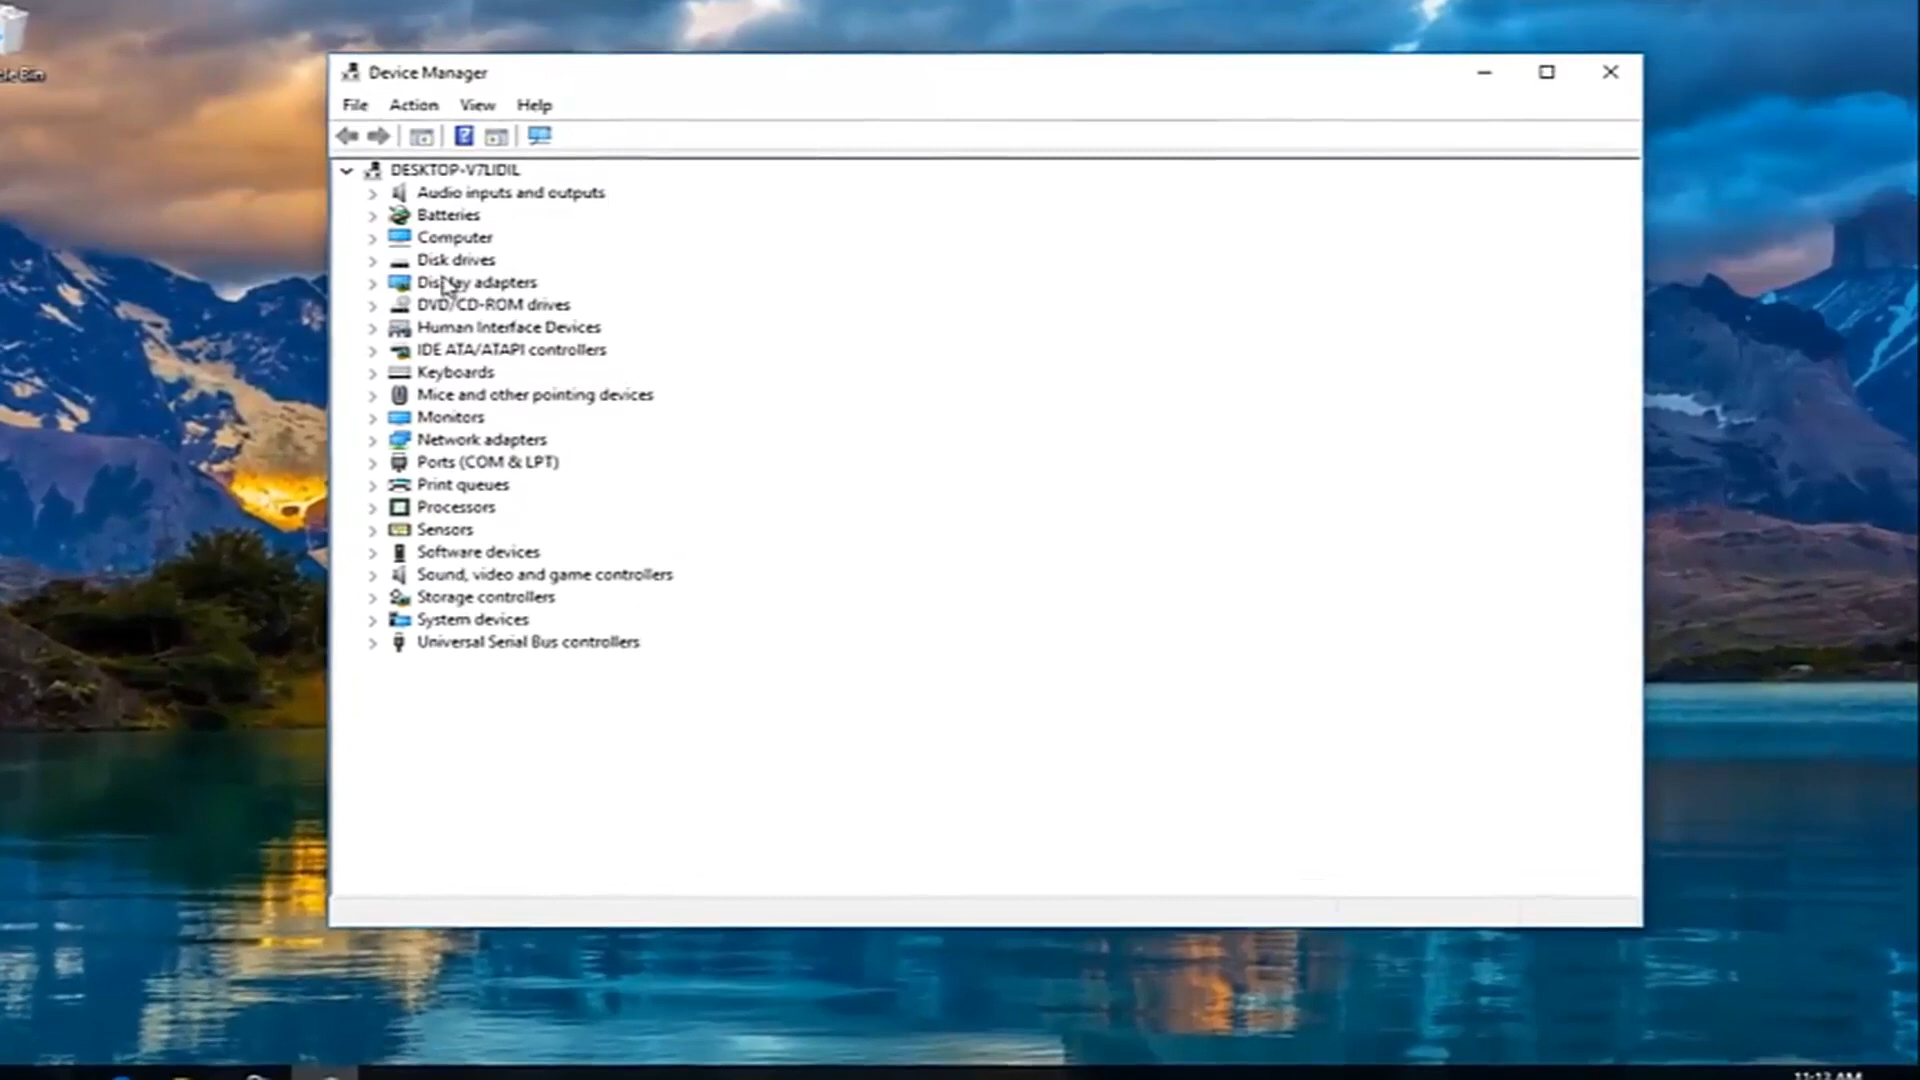 Device Manager
File Action View Help
DESKTOP-V7LIDIL
Audio inputs and outputs
Batteries
Computer
Disk drives
Display adapters
DVD/CD-ROM drives
Human Interface Devices
IDE ATA/ATAPI controllers
Keyboards
Mice and other pointing devices
Monitors
Network adapters
Ports (COM & LPT)
Print queues
Processors
Sensors
Software devices
Sound, video and game controllers
Storage controllers
System devices
Universal Serial Bus controllers